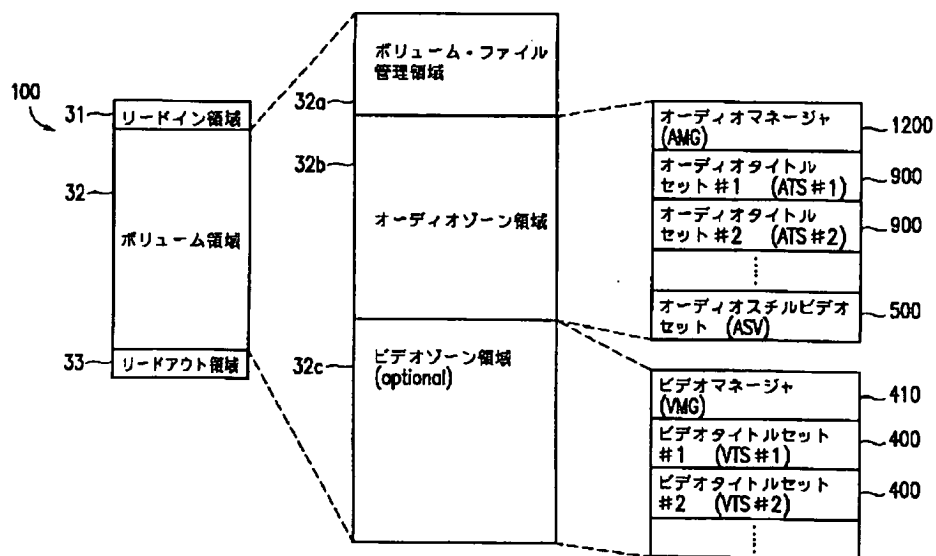 100
31
リードイン領域
32
ボリューム領域
33
リードアウト領域
ボリューム・ファイル
管理領域
32a
32b
オーディオゾーン領域
32c
ビデオゾーン領域
(optional)
オーディオマネージャ
(AMG)
1200
オーディオタイトル
セット#1 (ATS#1)
900
オーディオタイトル
セット#2 (ATS#2)
900
オーディオスチルビデオ
セット (ASV)
500
ビデオマネージャ
(VMG)
410
ビデオタイトルセット
#1 (VTS#1)
400
ビデオタイトルセット
#2 (VTS#2)
400